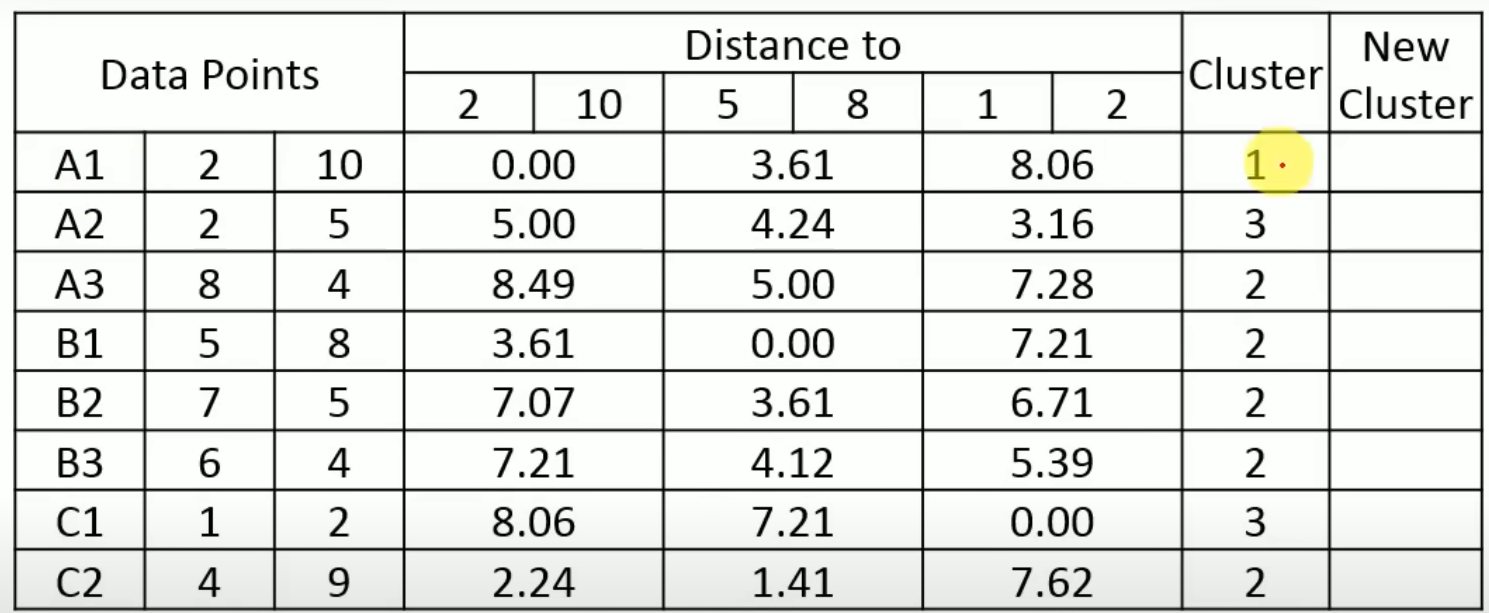 Data Points Distance to Cluster New Cluster
2 10 5 8 1 2
A1 2 10 0.00 3.61 8.06 1
A2 2 5 5.00 4.24 3.16 3
A3 8 4 8.49 5.00 7.28 2
B1 5 8 3.61 0.00 7.21 2
B2 7 5 7.07 3.61 6.71 2
B3 6 4 7.21 4.12 5.39 2
C1 1 2 8.06 7.21 0.00 3
C2 4 9 2.24 1.41 7.62 2